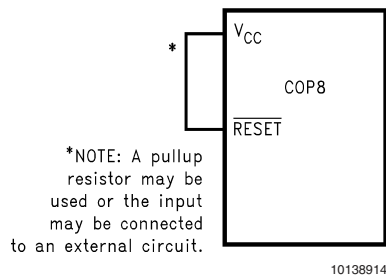 *
V_CC
COP8
RESET
*NOTE: A pullup
resistor may be
used or the input
may be connected
to an external circuit.
10138914